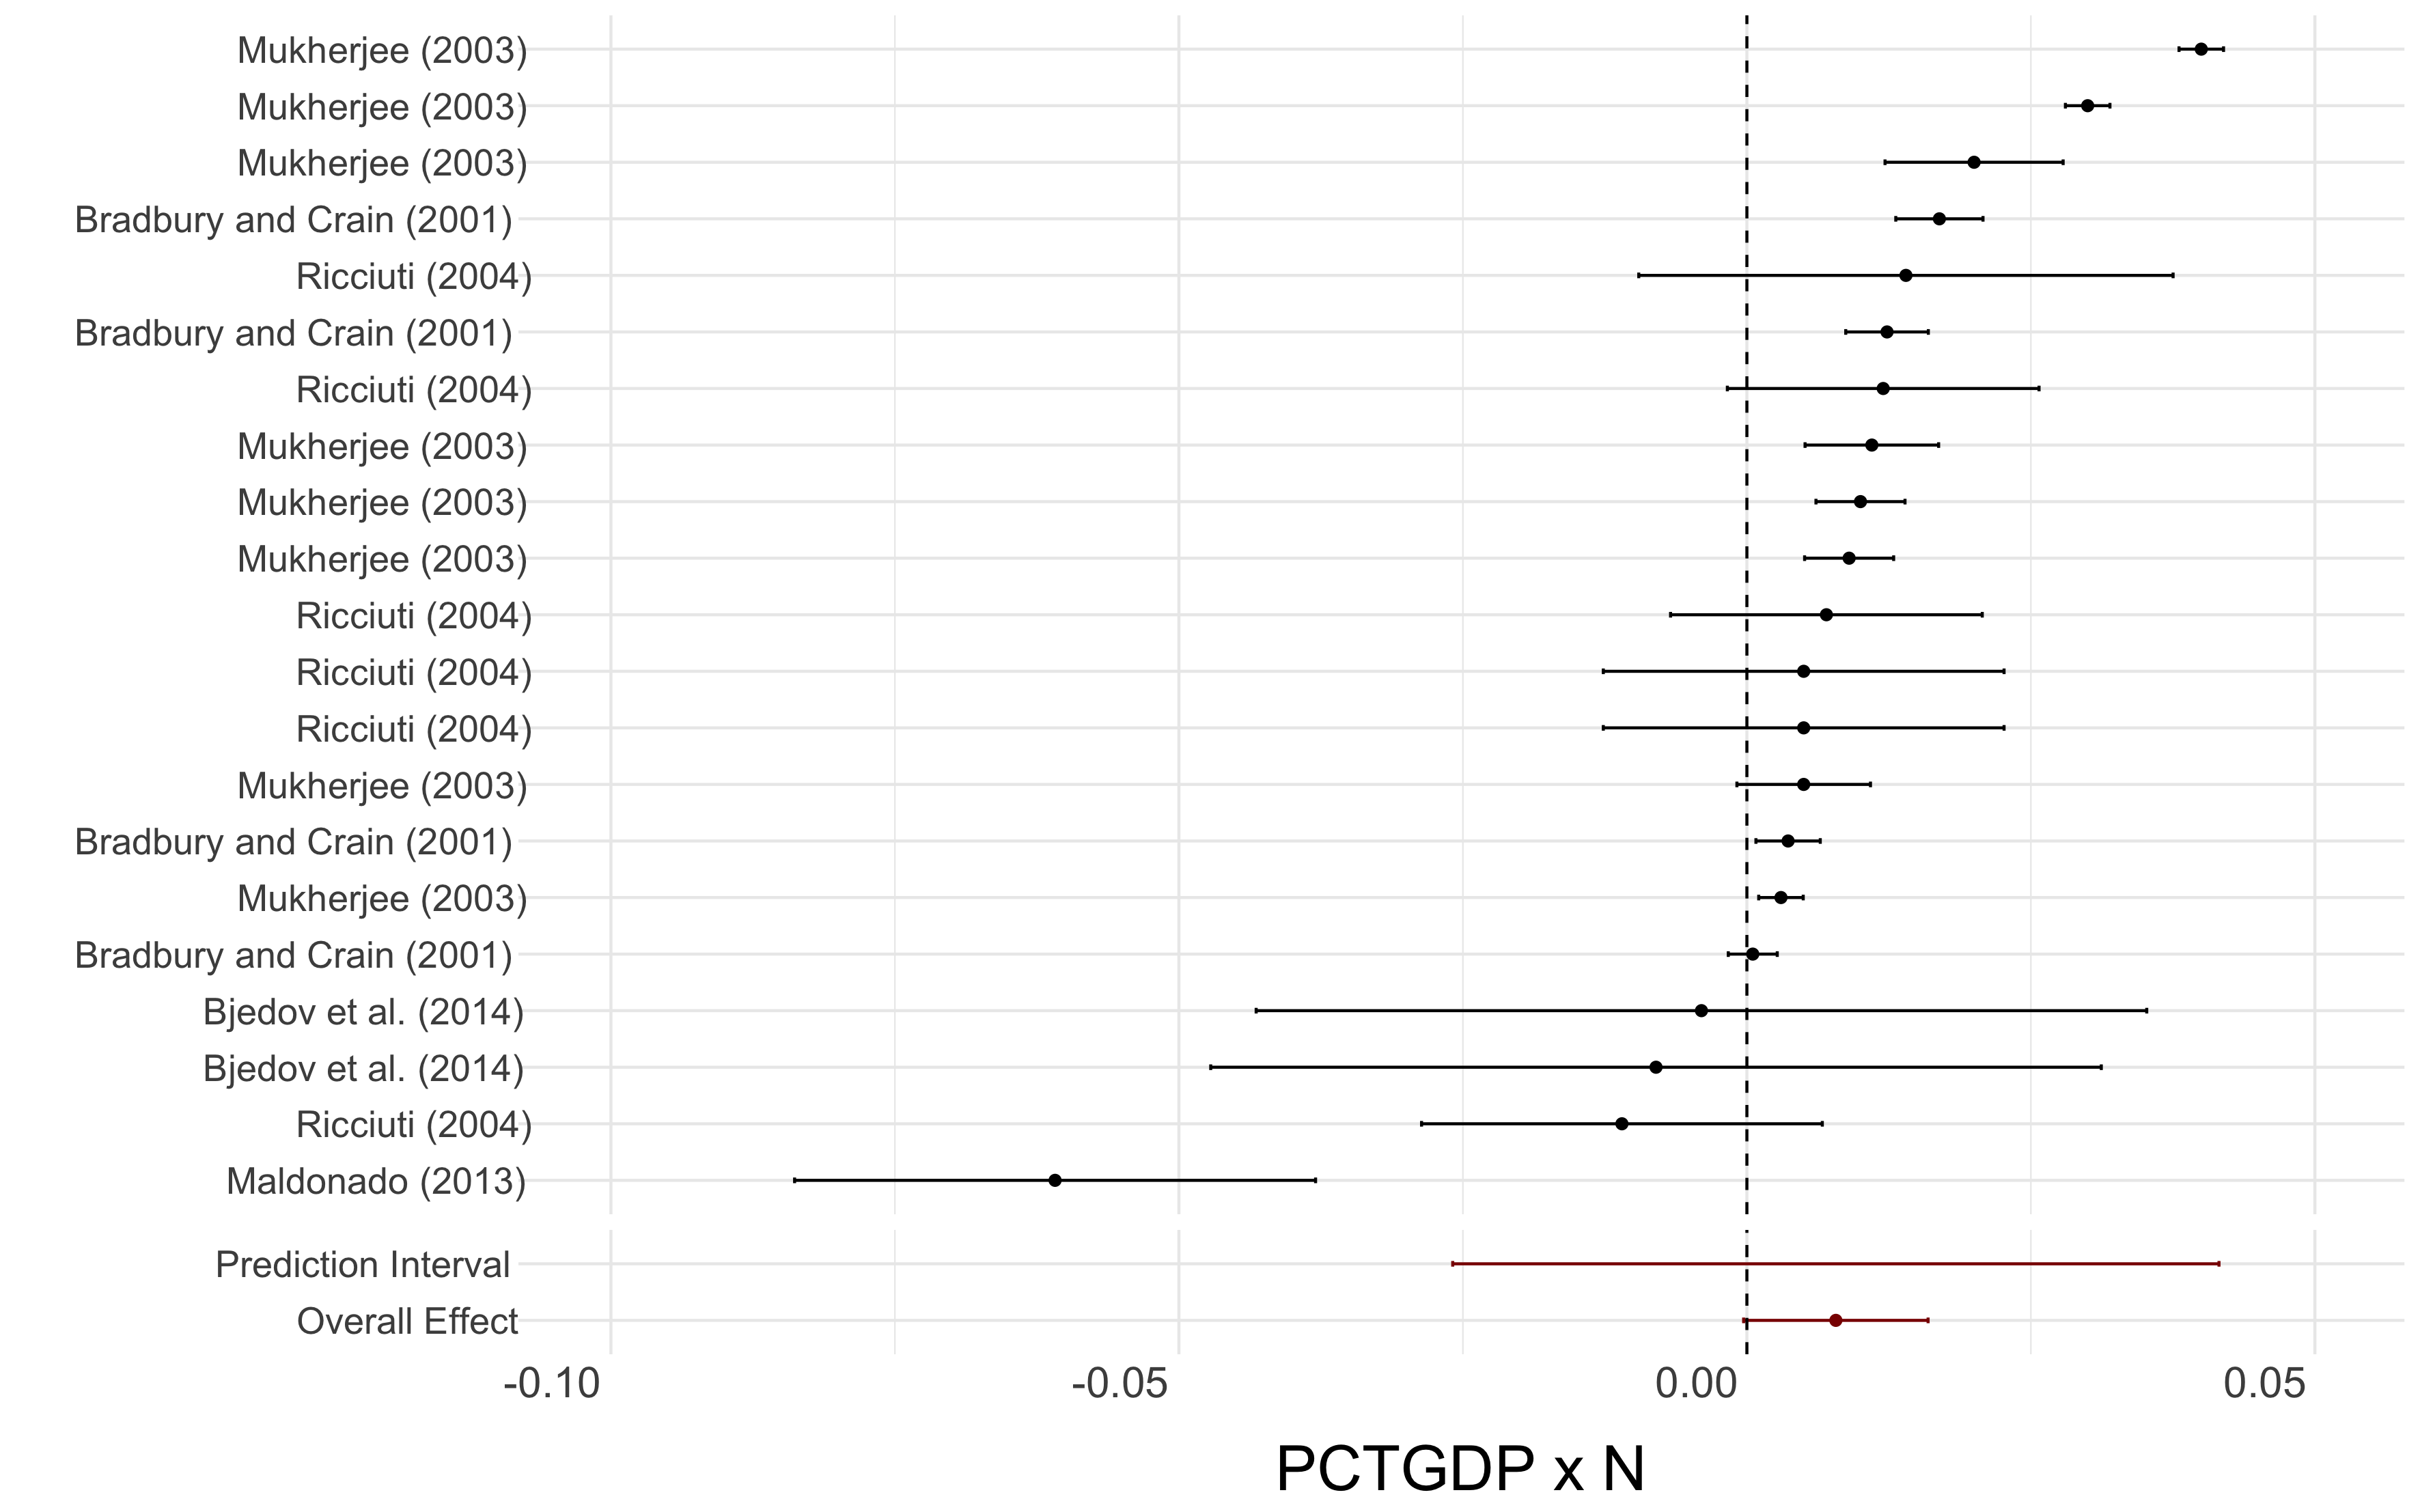 Mukherjee (2003)
Mukherjee (2003)
Mukherjee (2003)
Bradbury and Crain (2001)
Ricciuti (2004)
Bradbury and Crain (2001)
Ricciuti (2004)
Mukherjee (2003)
Mukherjee (2003)
Mukherjee (2003)
Ricciuti (2004)
Ricciuti (2004)
Ricciuti (2004)
Mukherjee (2003)
Bradbury and Crain (2001)
Mukherjee (2003)
Bradbury and Crain (2001)
Bjedov et al. (2014)
Bjedov et al. (2014)
Ricciuti (2004)
Maldonado (2013)
Prediction Interval
Overall Effect
-0.10 -0.05 0.00 0.05
PCTGDP x N